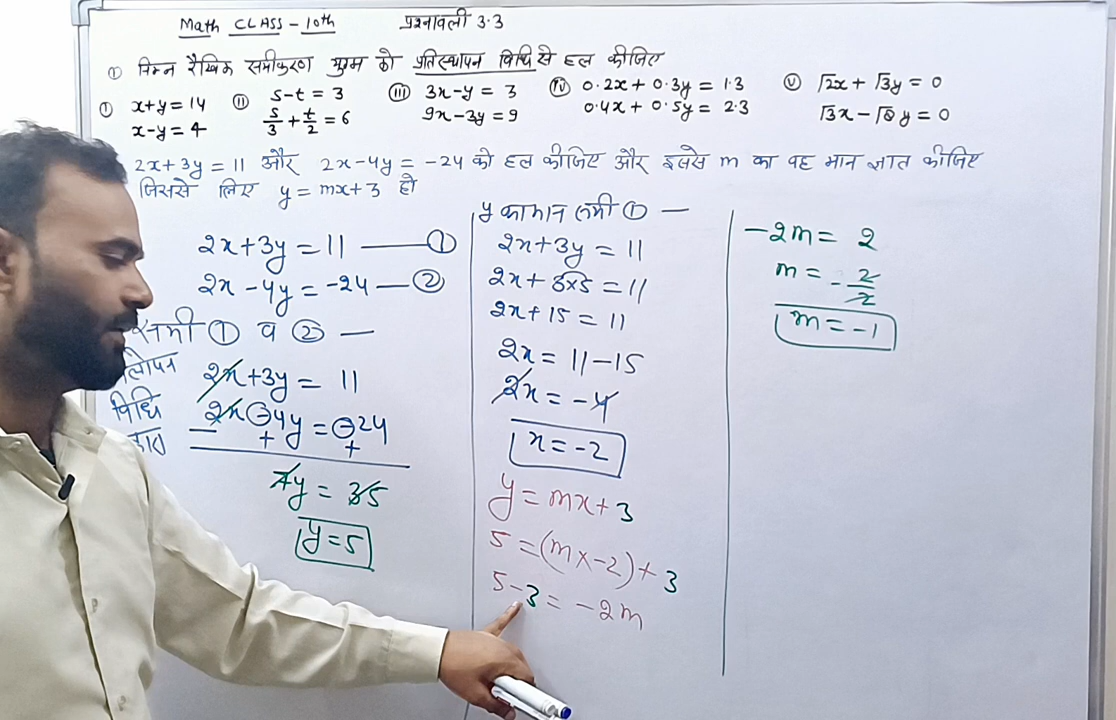 Math CLASS - 10th प्रश्नावली 3.3
① निम्न रैखिक समीकरण युग्म को प्रतिस्थापन विधि से हल कीजिए
① x+y=14 ⑪ s-t=3 ⑪⑪ 3x-y=3 ⑩ 0.2x+0.3y=1.3 Ⓥ √2x+√3y=0
x-y=4 s/3+t/2=6 9x-3y=9 0.4x+0.5y=2.3 √3x-√8y=0
2x+3y=11 और 2x-4y=-24 को हल कीजिए और इससे m का वह मान ज्ञात कीजिए
जिससे लिए y=mx+3 हो
2x+3y=11 —— ①
2x-4y=-24 — ②
समी ① व ② —
विधि
2x+3y=11
2x-4y=-24
- + +
7y=35
y=5
y का मान समी ① —
2x+3y=11
2x+3×5=11
2x+15=11
2x=11-15
2x=-4
x=-2
y=mx+3
5=(m×-2)+3
5-3=-2m
-2m=2
m=-2/2
m=-1